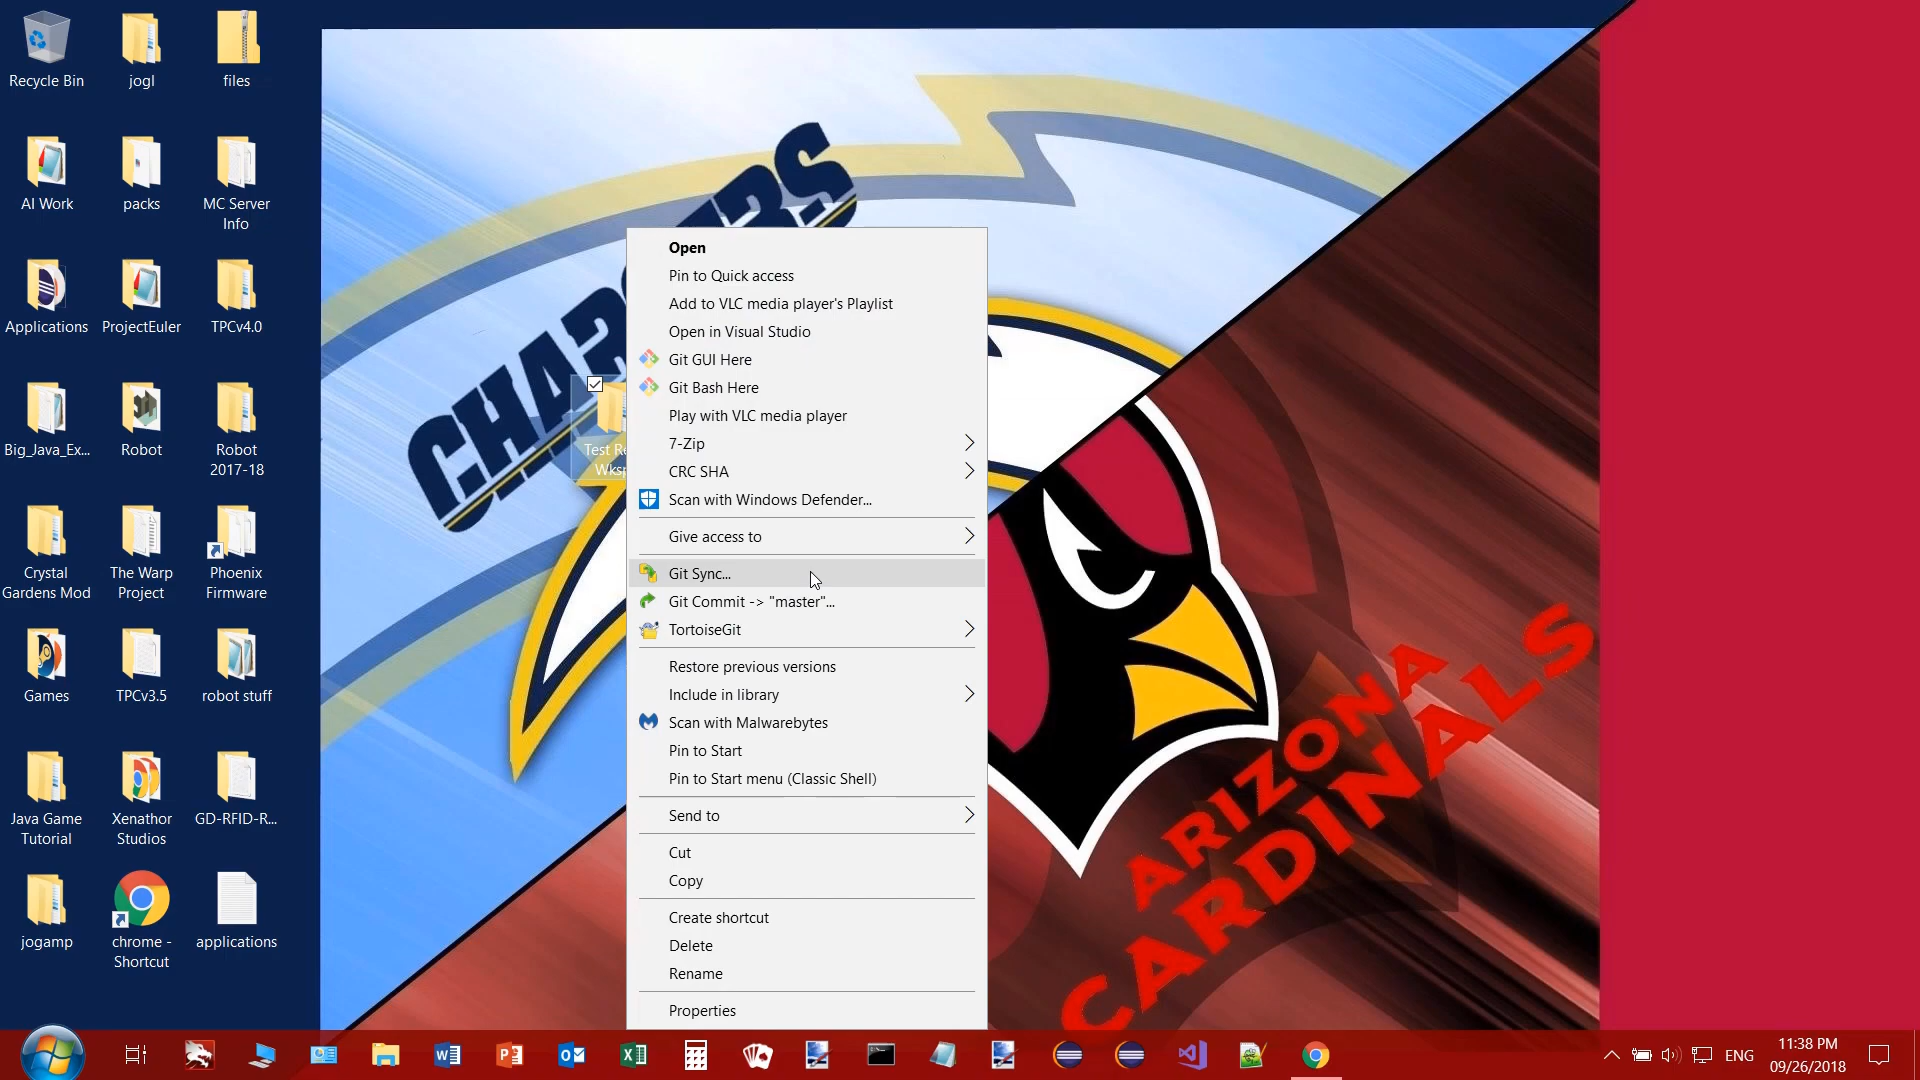 Recycle Bin
jogl
files
AI Work
packs
MC Server
Info
Applications
ProjectEuler
TPCv4.0
Big_Java_Ex...
Robot
Robot
2017-18
Crystal
Gardens Mod
The Warp
Project
Phoenix
Firmware
Games
TPCv3.5
robot stuff
Java Game
Tutorial
Xenathor
Studios
GD-RFID-R...
jogamp
chrome -
Shortcut
applications
Test
Open
Pin to Quick access
Add to VLC media player's Playlist
Open in Visual Studio
Git GUI Here
Git Bash Here
Play with VLC media player
7-Zip
CRC SHA
Scan with Windows Defender...
Give access to
Git Sync...
Git Commit -> "master"...
TortoiseGit
Restore previous versions
Include in library
Scan with Malwarebytes
Pin to Start
Pin to Start menu (Classic Shell)
Send to
Cut
Copy
Create shortcut
Delete
Rename
Properties
ARIZONA
CARDINALS
ENG
11:38 PM
09/26/2018